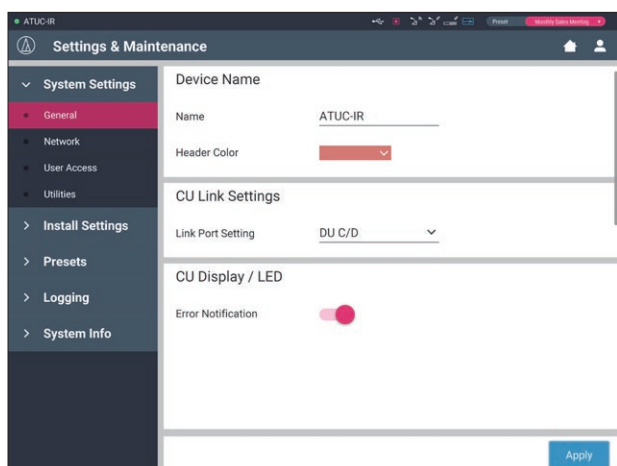 ATUC-IR
Preset
Monthly Sales Meeting
Settings & Maintenance
System Settings
General
Network
User Access
Utilities
Install Settings
Presets
Logging
System Info
Device Name
Name ATUC-IR
Header Color
CU Link Settings
Link Port Setting DU C/D
CU Display / LED
Error Notification
Apply